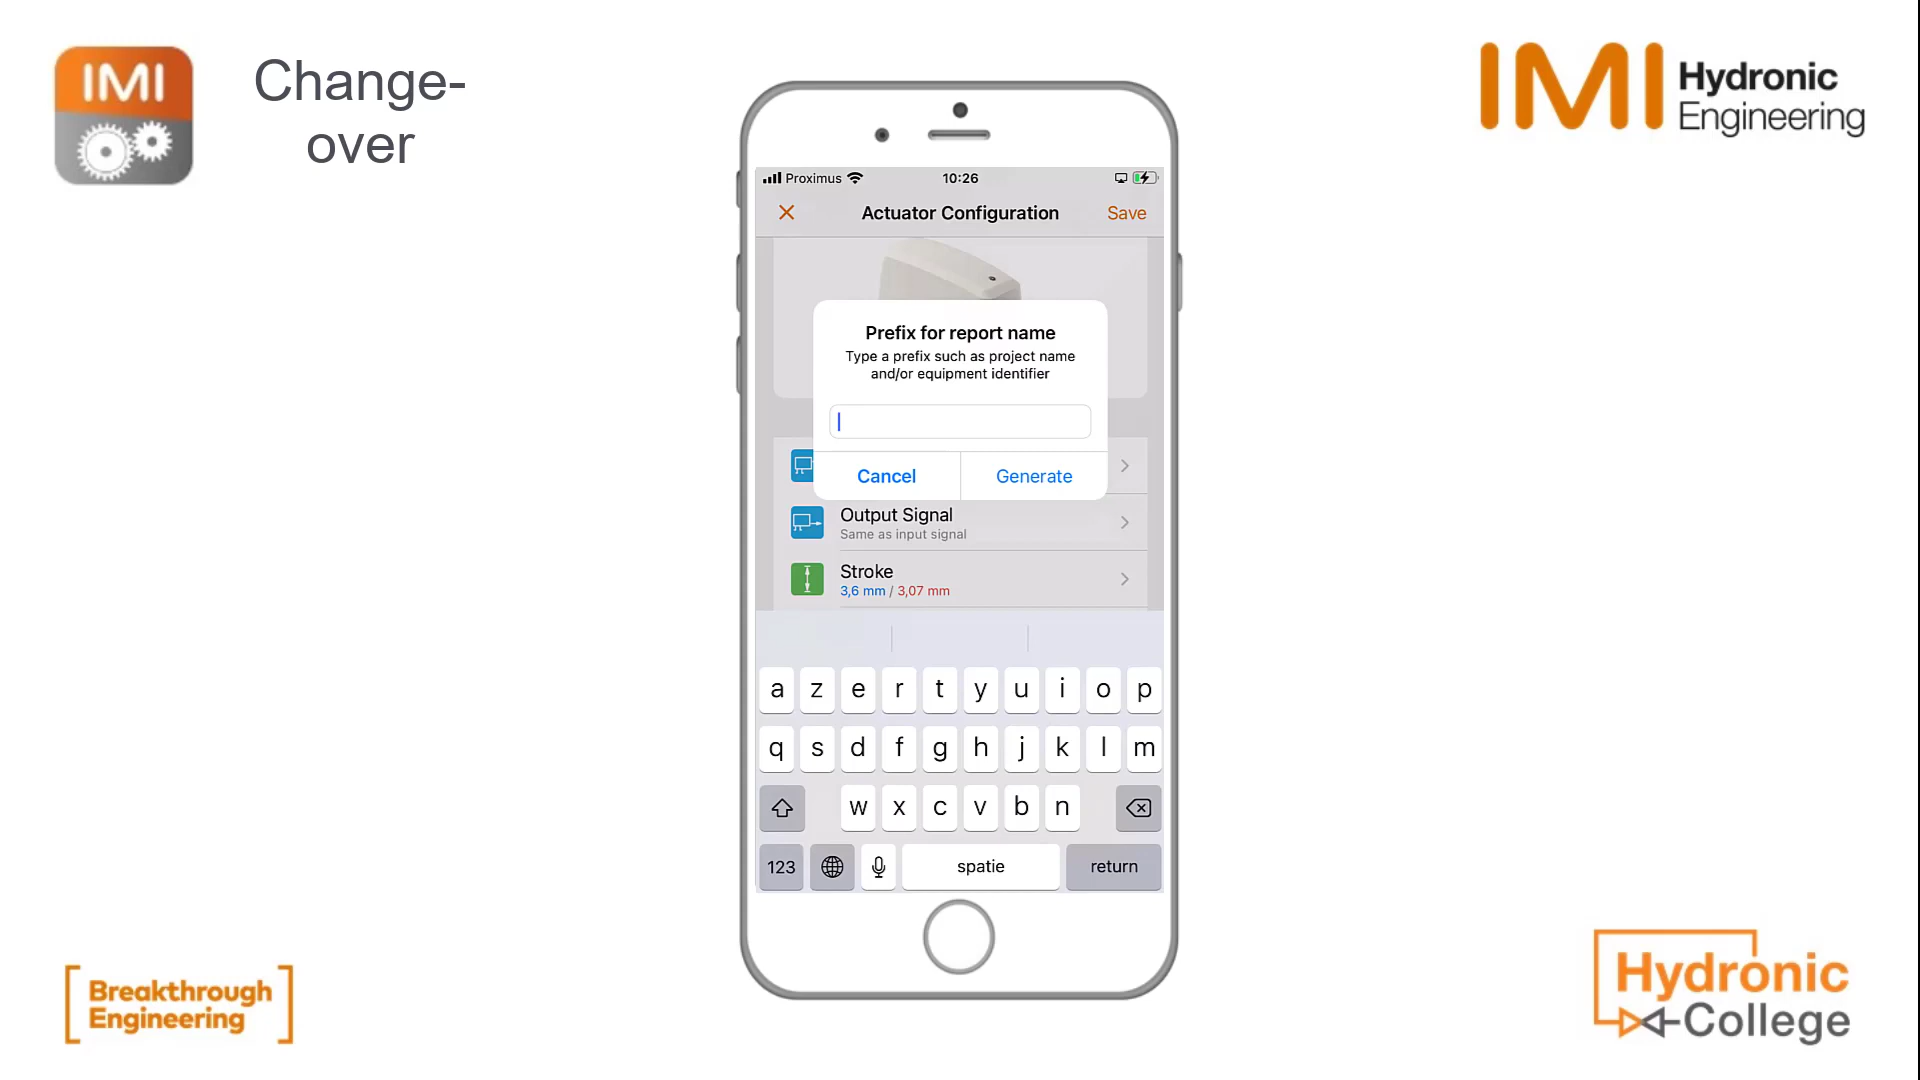 IMI
Change-
over
IMI Hydronic
Engineering
Proximus
10:26
Actuator Configuration
Save
Prefix for report name
Type a prefix such as project name
and/or equipment identifier
Cancel
Generate
Output Signal
Same as input signal
Stroke
3,6 mm / 3,07 mm
a z e r t y u i o p
q s d f g h j k l m
w x c v b n
123
spatie
return
Breakthrough
Engineering
Hydronic
College